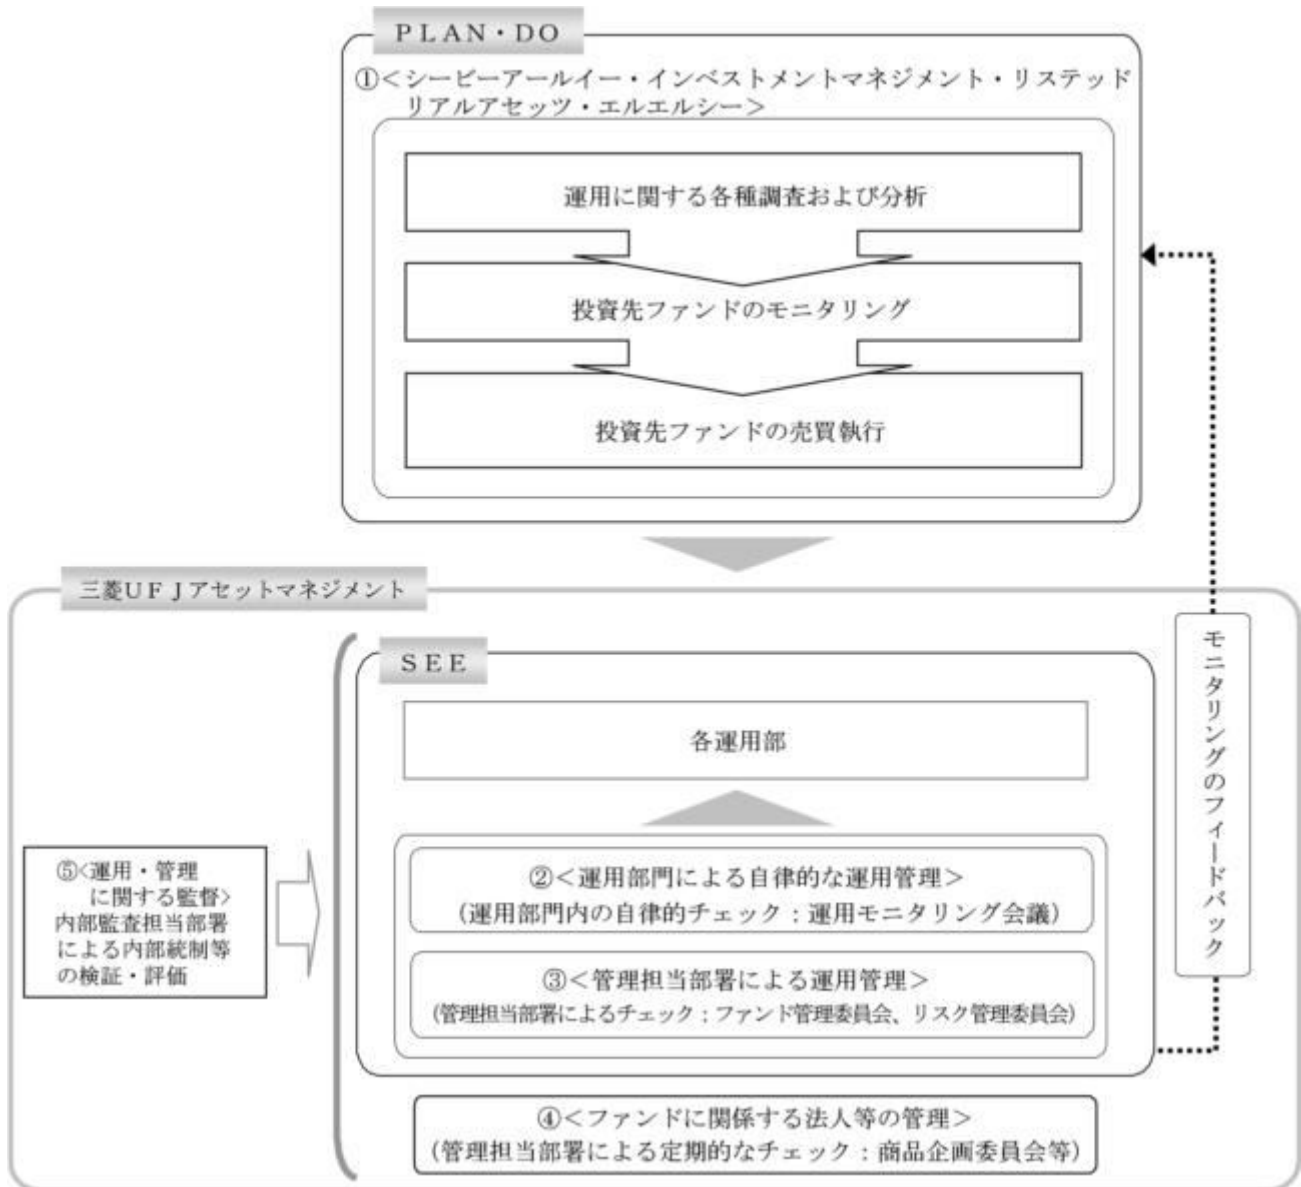 ＰＬＡＮ・ＤＯ
①＜シービーアールイー・インベストメントマネジメント・リステッド
リアルアセッツ・エルエルシー＞
運用に関する各種調査および分析
投資先ファンドのモニタリング
投資先ファンドの売買執行
三菱ＵＦＪアセットマネジメント
ＳＥＥ
各運用部
②＜運用部門による自律的な運用管理＞
（運用部門内の自律的チェック：運用モニタリング会議）
③＜管理担当部署による運用管理＞
（管理担当部署によるチェック：ファンド管理委員会、リスク管理委員会）
④＜ファンドに関係する法人等の管理＞
（管理担当部署による定期的なチェック：商品企画委員会等）
⑤<運用・管理
に関する監督>
内部監査担当部署
による内部統制等
の検証・評価
モニタリングのフィードバック